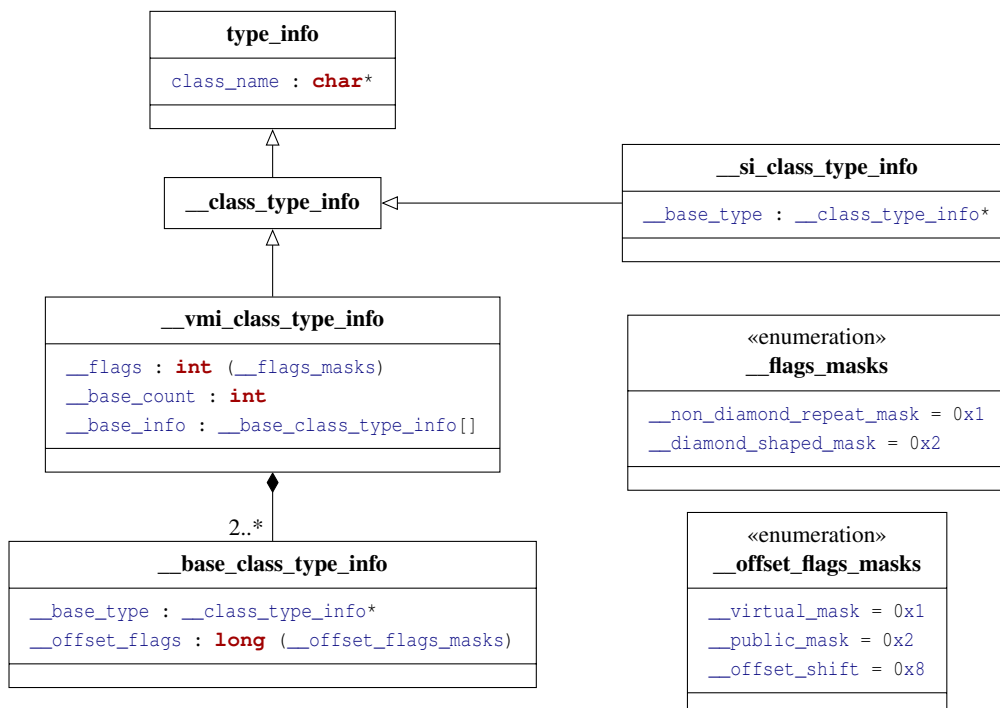 type_info
class_name : char*
__class_type_info
__si_class_type_info
__base_type : __class_type_info*
__vmi_class_type_info
__flags : int (__flags_masks)
__base_count : int
__base_info : __base_class_type_info[]
«enumeration»
__flags_masks
__non_diamond_repeat_mask = 0x1
__diamond_shaped_mask = 0x2
2..*
__base_class_type_info
__base_type : __class_type_info*
__offset_flags : long (__offset_flags_masks)
«enumeration»
__offset_flags_masks
__virtual_mask = 0x1
__public_mask = 0x2
__offset_shift = 0x8